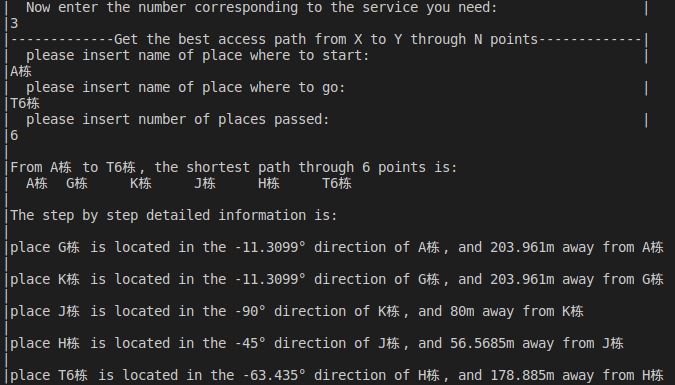 |  Now enter the number corresponding to the service you need:                  |
|3
|-------------Get the best access path from X to Y through N points-------------|
|  please insert name of place where to start:                                  |
|A栋
|  please insert name of place where to go:                                     |
|T6栋
|  please insert number of places passed:                                       |
|6
|
|From A栋 to T6栋, the shortest path through 6 points is:
|  A栋  G栋     K栋     J栋     H栋     T6栋
|
|The step by step detailed information is:
|
|place G栋 is located in the -11.3099° direction of A栋, and 203.961m away from A栋
|
|place K栋 is located in the -11.3099° direction of G栋, and 203.961m away from G栋
|
|place J栋 is located in the -90° direction of K栋, and 80m away from K栋
|
|place H栋 is located in the -45° direction of J栋, and 56.5685m away from J栋
|
|place T6栋 is located in the -63.435° direction of H栋, and 178.885m away from H栋